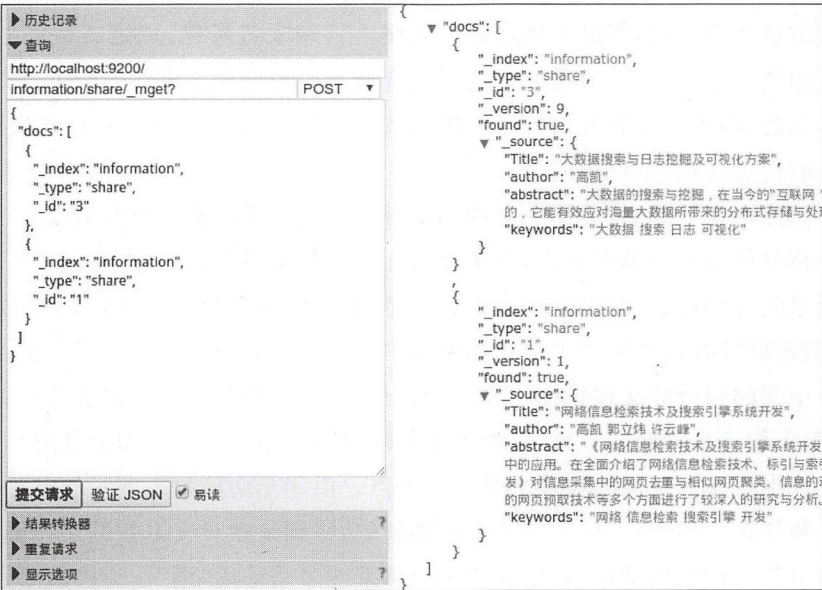 ▶ 历史记录
▼ 查询
http://localhost:9200/
information/share/_mget? POST ▼
{
"docs": [
{
"_index": "information",
"_type": "share",
"_id": "3"
},
{
"_index": "information",
"_type": "share",
"_id": "1"
}
]
}
提交请求 验证 JSON 易读
▶ 结果转换器 ?
▶ 重复请求
▶ 显示选项 ?
{
▼ "docs": [
{
"_index": "information",
"_type": "share",
"_id": "3",
"_version": 9,
"found": true,
▼ "_source": {
"Title": "大数据搜索与日志挖掘及可视化方案",
"author": "高凯",
"abstract": "大数据的搜索与挖掘，在当今的"互联网
的，它能有效应对海量大数据所带来的分布式存储与处
"keywords": "大数据 搜索 日志 可视化"
}
}
,
{
"_index": "information",
"_type": "share",
"_id": "1",
"_version": 1,
"found": true,
▼ "_source": {
"Title": "网络信息检索技术及搜索引擎系统开发",
"author": "高凯 郭立炜 许云峰",
"abstract": "《网络信息检索技术及搜索引擎系统开发
中的应用。在全面介绍了网络信息检索技术、标引与索
发》对信息采集中的网页去重与相似网页聚类、信息的
的网页预取技术等多个方面进行了较深入的研究与分析。
"keywords": "网络 信息检索 搜索引擎 开发"
}
}
]
}